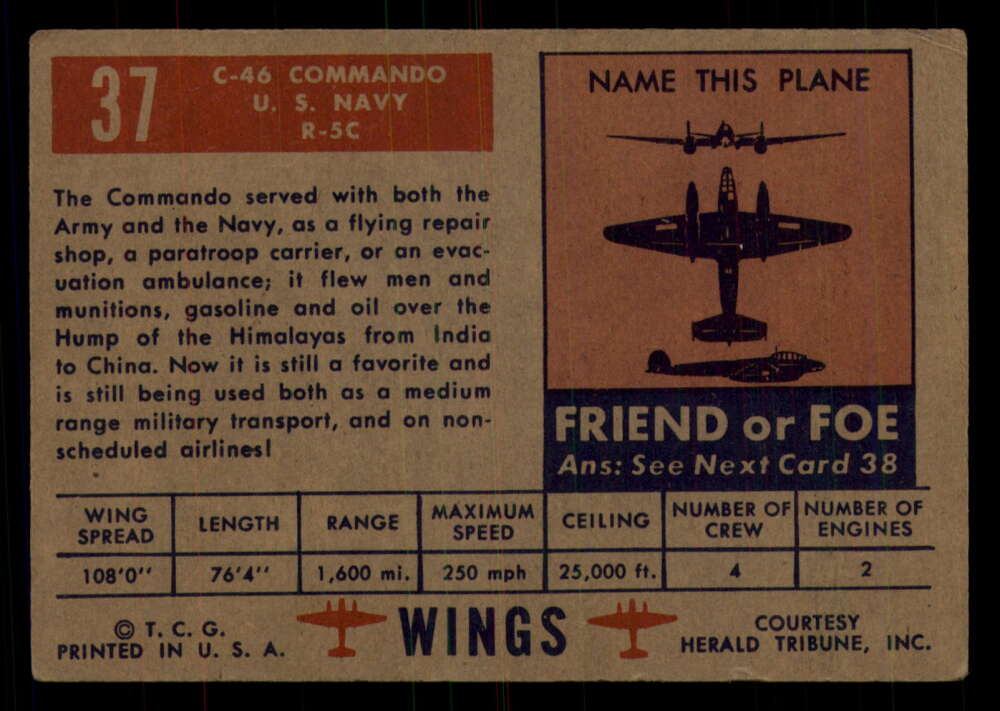 37
C-46 COMMANDO
U. S. NAVY
R-5C
The Commando served with both the
Army and the Navy, as a flying repair
shop, a paratroop carrier, or an evac-
uation ambulance; it flew men and
munitions, gasoline and oil over the
Hump of the Himalayas from India
to China. Now it is still a favorite and
is still being used both as a medium
range military transport, and on non-
scheduled airlines!
NAME THIS PLANE
FRIEND or FOE
Ans: See Next Card 38
WING SPREAD LENGTH RANGE MAXIMUM SPEED CEILING NUMBER OF CREW NUMBER OF ENGINES
108'0'' 76'4'' 1,600 mi. 250 mph 25,000 ft. 4 2
© T. C. G.
PRINTED IN U. S. A.
WINGS
COURTESY
HERALD TRIBUNE, INC.